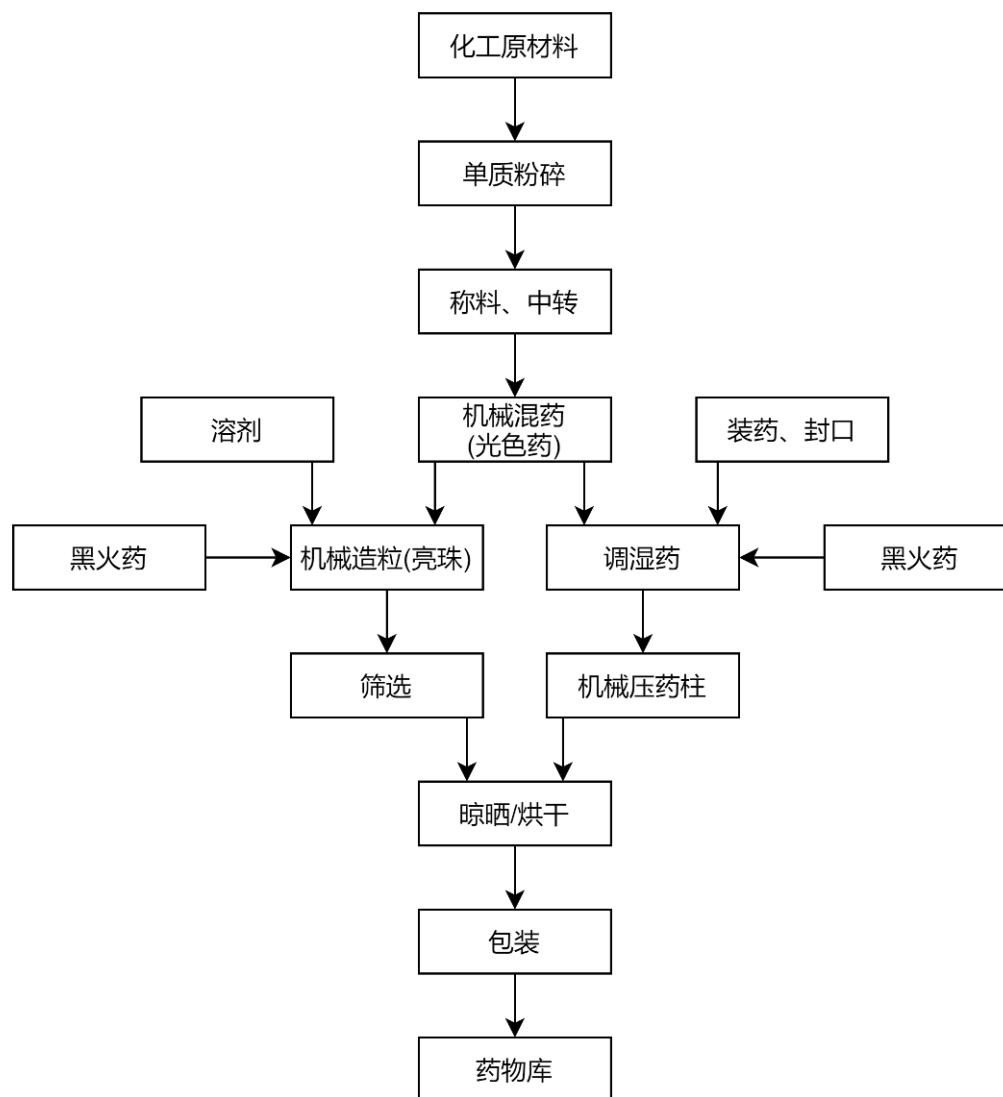 化工原材料
单质粉碎
称料、中转
溶剂
机械混药
(光色药)
装药、封口
黑火药
机械造粒(亮珠)
调湿药
黑火药
筛选
机械压药柱
晾晒/烘干
包装
药物库